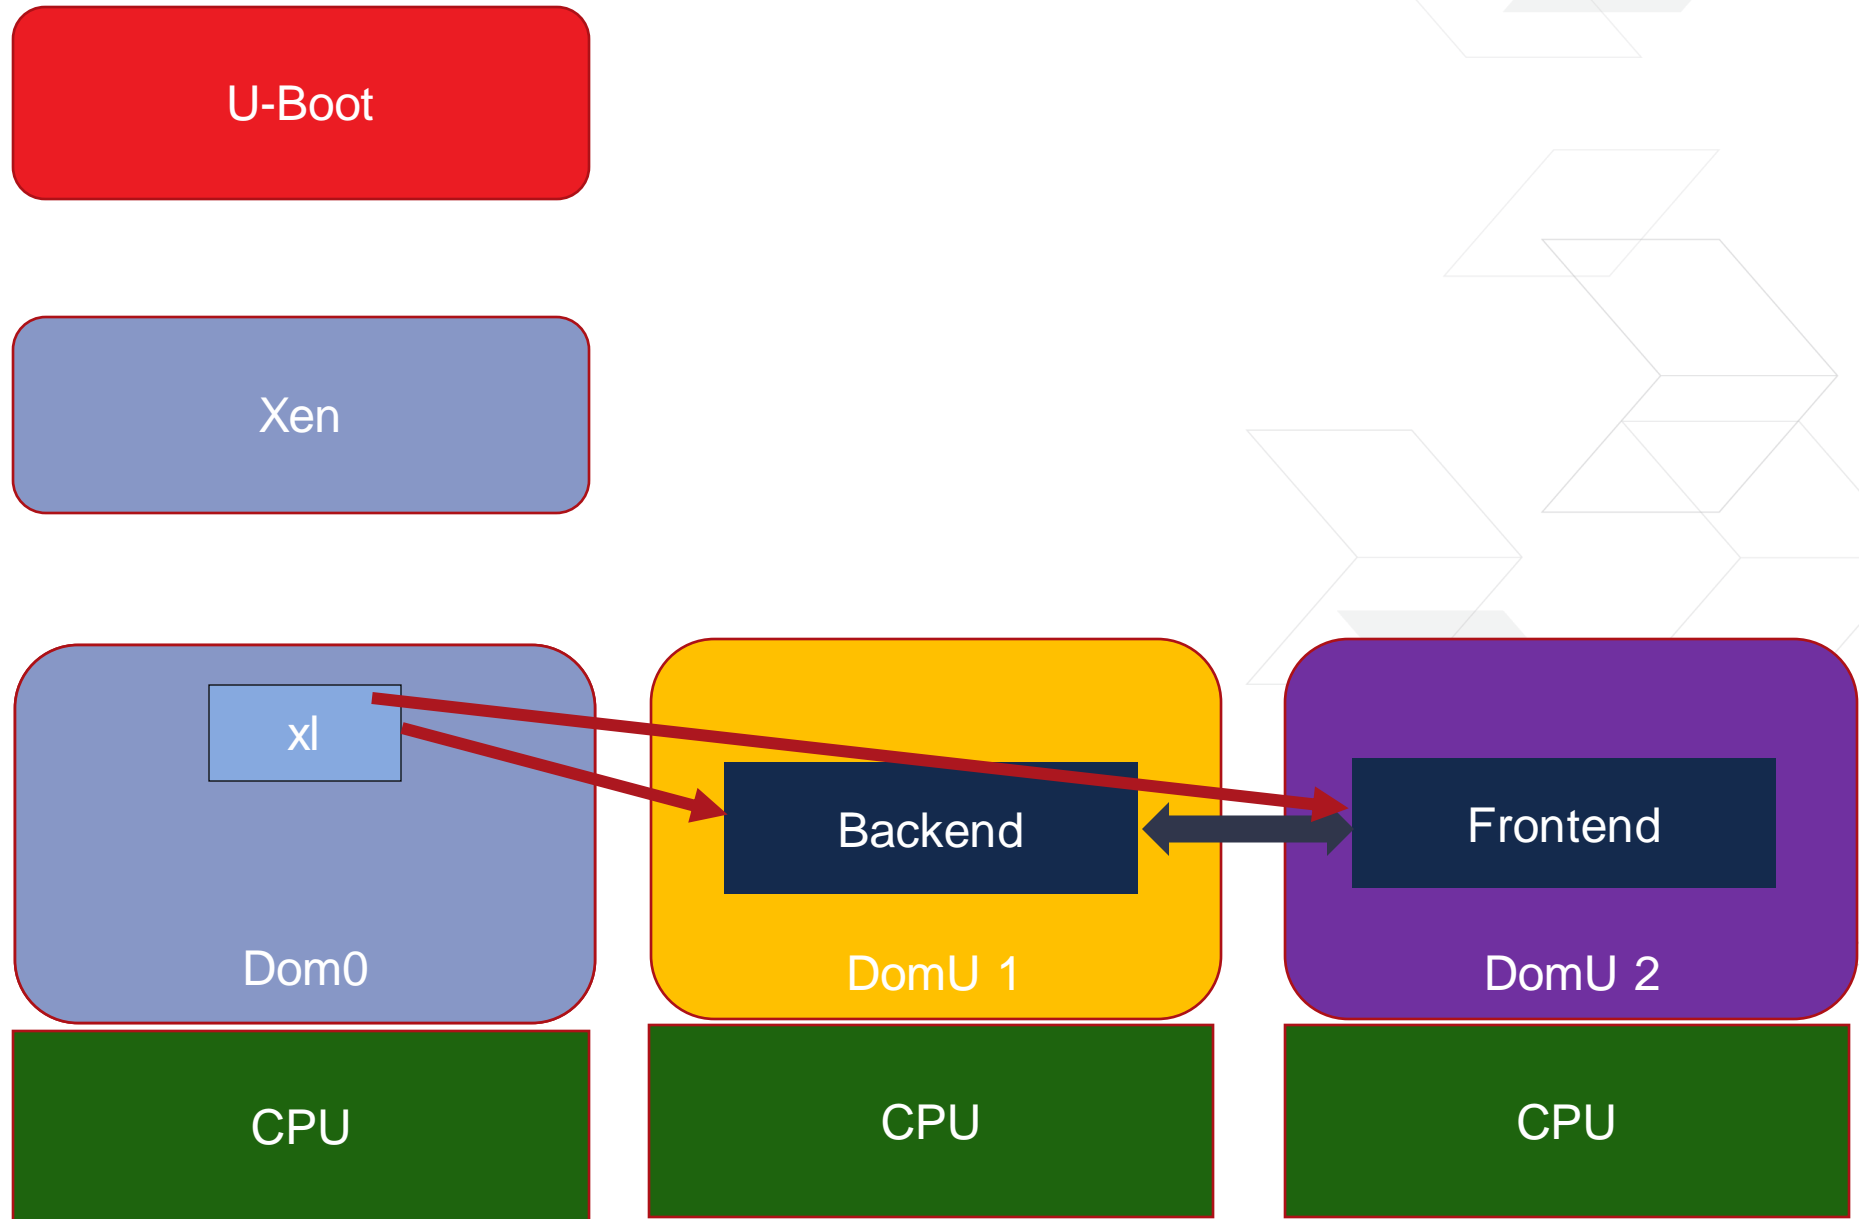 U-Boot
Xen
xl
Backend
Frontend
Dom0
DomU 1
DomU 2
CPU
CPU
CPU